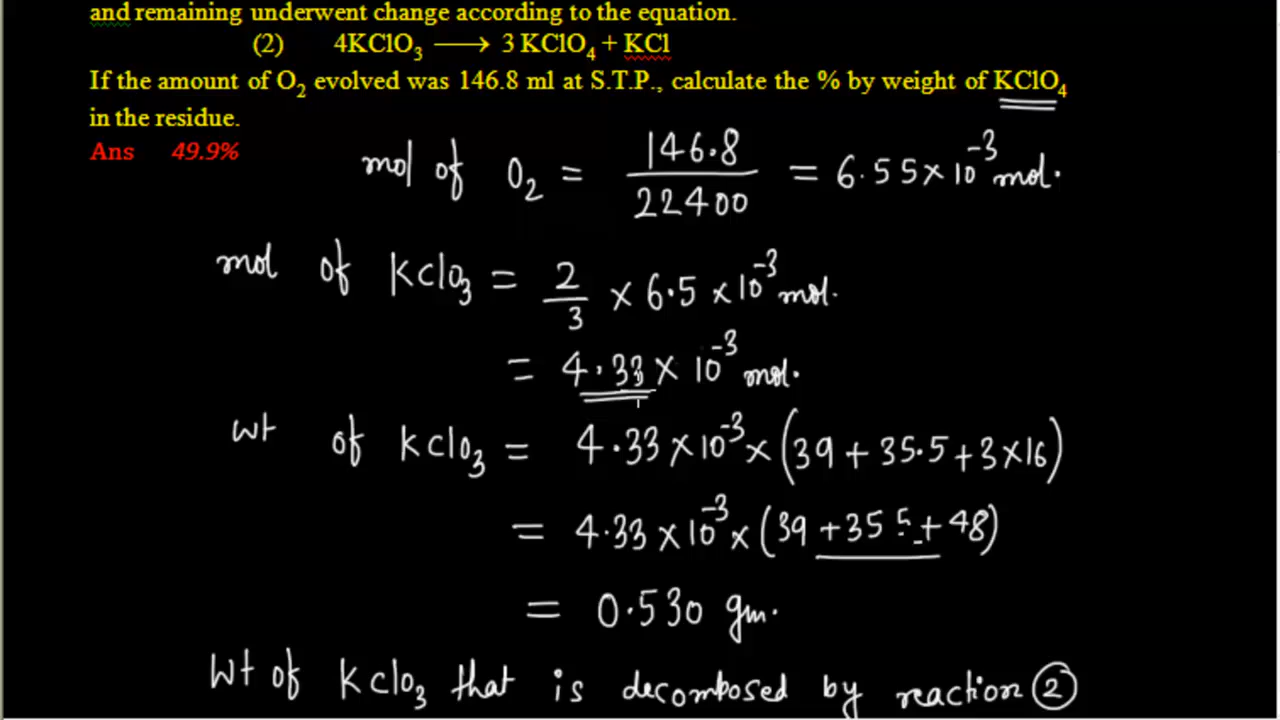 and remaining underwent change according to the equation.
(2) 4KClO₃ ⟶ 3 KClO₄ + KCl
If the amount of O₂ evolved was 146.8 ml at S.T.P., calculate the % by weight of KClO₄
in the residue.
Ans 49.9%
mol of O₂ = 146.8 / 22400 = 6.55 × 10⁻³ mol.
mol of KClO₃ = 2/3 × 6.5 × 10⁻³ mol.
= 4.33 × 10⁻³ mol.
wt of KClO₃ = 4.33 × 10⁻³ × (39 + 35.5 + 3×16)
= 4.33 × 10⁻³ × (39 + 35.5 + 48)
= 0.530 gm.
Wt of KClO₃ that is decomposed by reaction ②